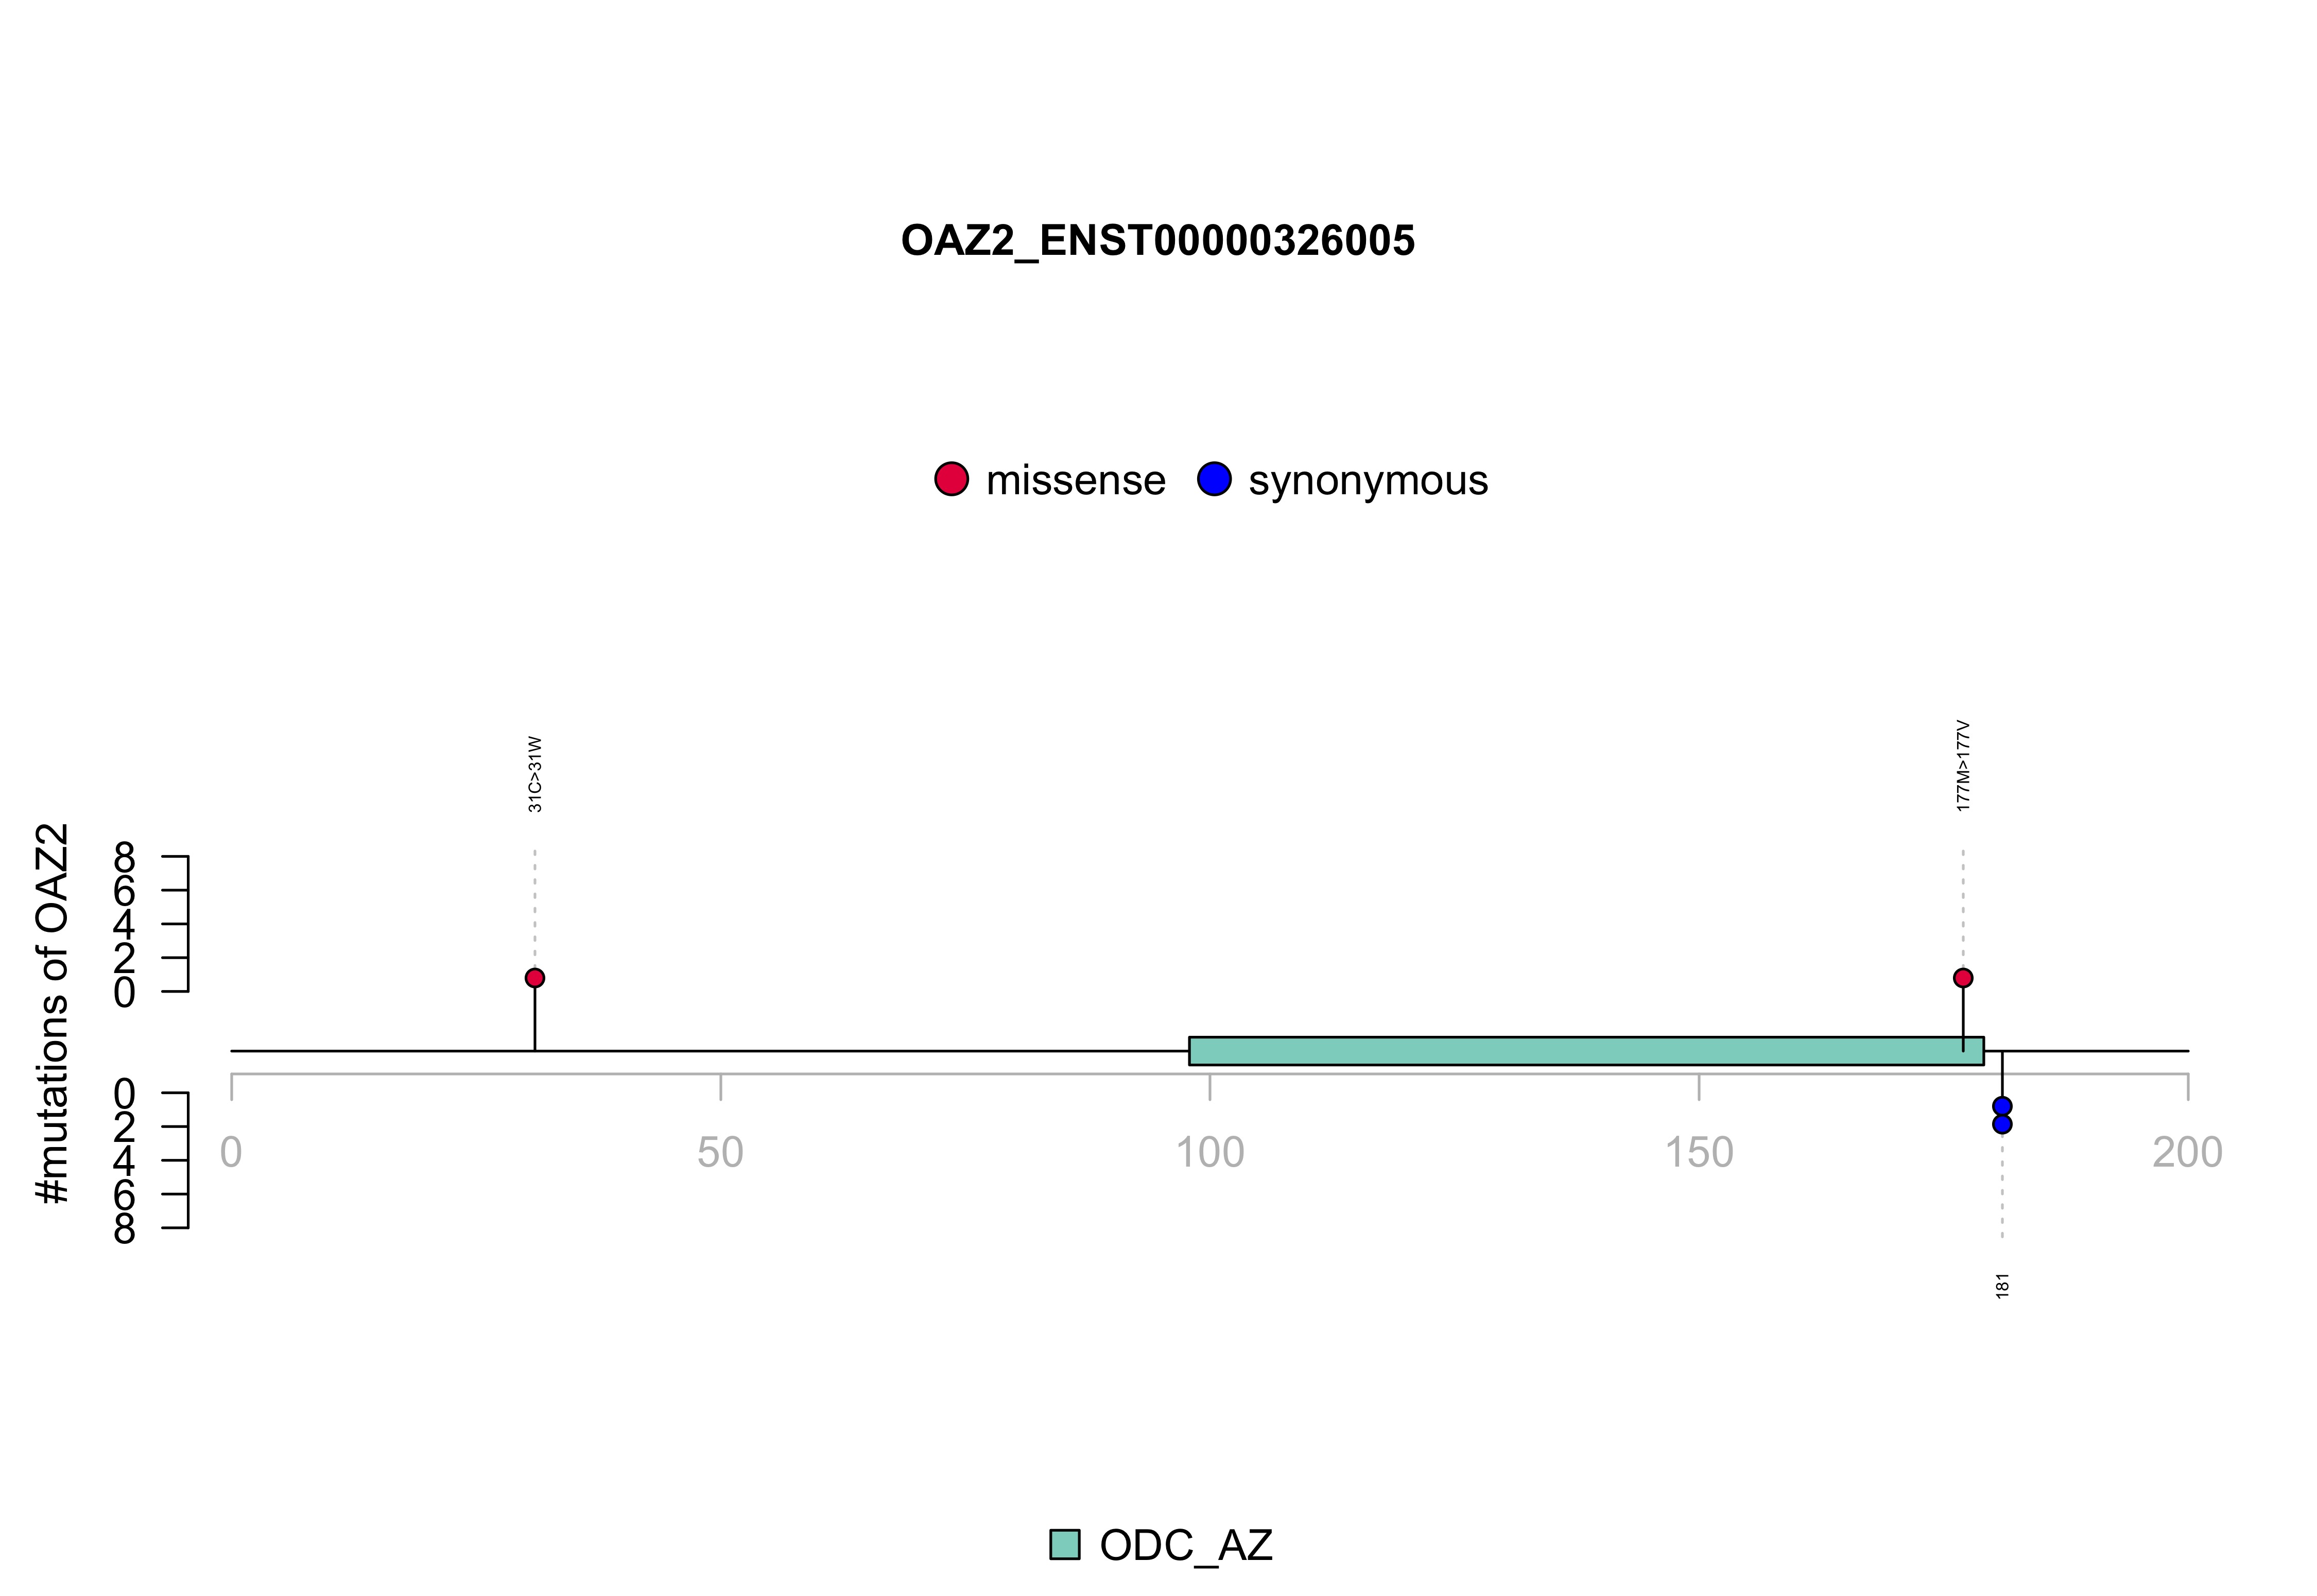 OAZ2_ENST00000326005
missense synonymous
31C>31W
177M>177V
#mutations of OAZ2
8
6
4
2
0
0
2
4
6
8
0 50 100 150 200
181
ODC_AZ